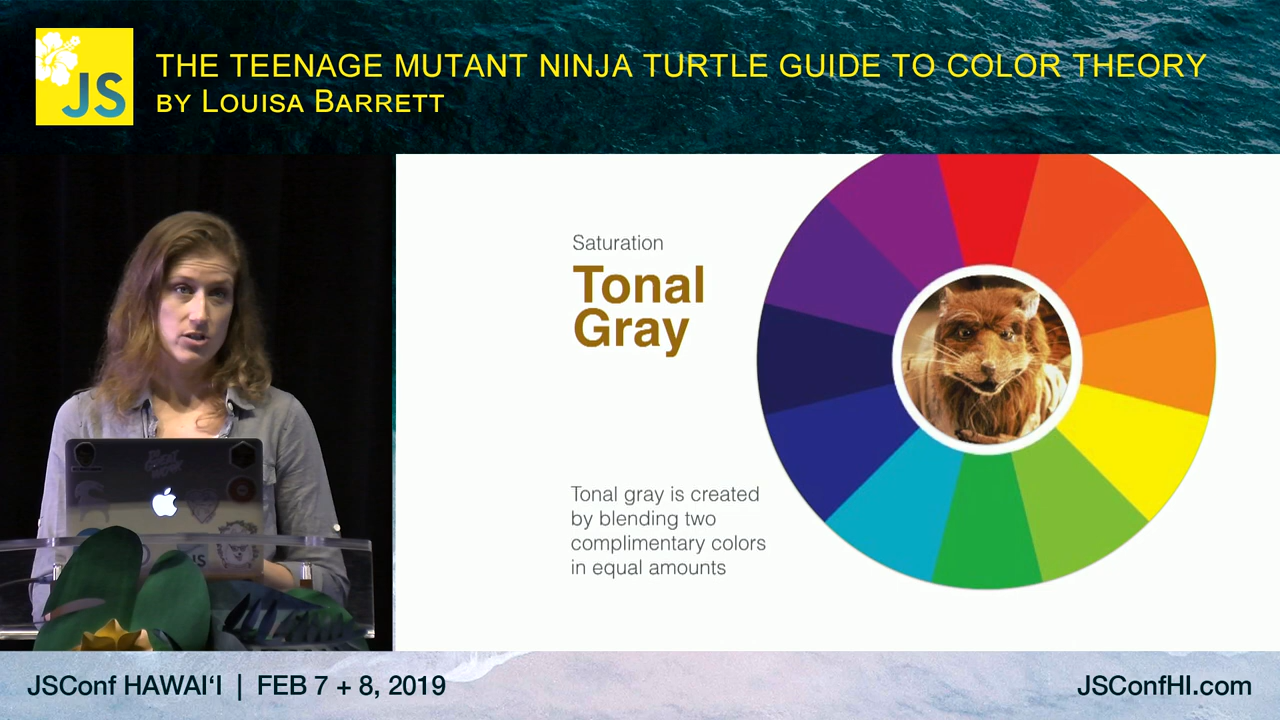 JS
THE TEENAGE MUTANT NINJA TURTLE GUIDE TO COLOR THEORY
BY LOUISA BARRETT
Saturation
Tonal
Gray
Tonal gray is created
by blending two
complimentary colors
in equal amounts
JSConf HAWAI‘I | FEB 7 + 8, 2019
JSConfHI.com